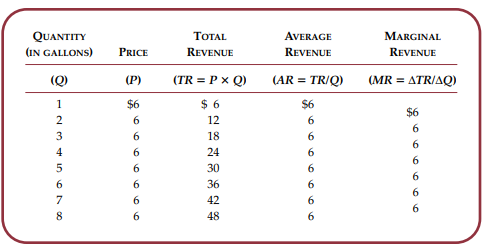 QUANTITY TOTAL AVERAGE MARGINAL
(IN GALLONS) PRICE REVENUE REVENUE REVENUE
(Q) (P) (TR = P × Q) (AR = TR/Q) (MR = ΔTR/ΔQ)
1 $6 $ 6 $6
$6
2 6 12 6
6
3 6 18 6
6
4 6 24 6
6
5 6 30 6
6
6 6 36 6
6
7 6 42 6
6
8 6 48 6